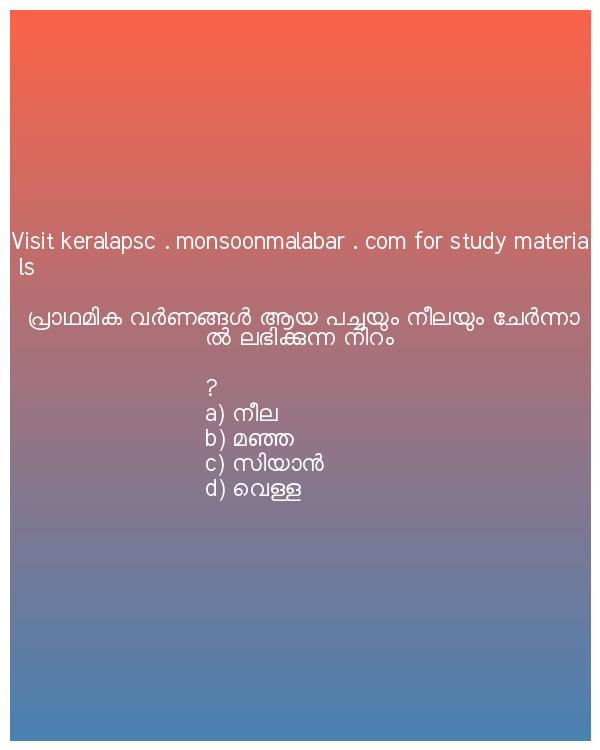 Visit keralapsc . monsoonmalabar . com for study materia
ls
പ്രാഥമിക വർണങ്ങൾ ആയ പച്ചയും നീലയും ചേർന്നാ
ൽ ലഭിക്കുന്ന നിറം
?
a) നീല
b) മഞ്ഞ
c) സിയാൻ
d) വെള്ള